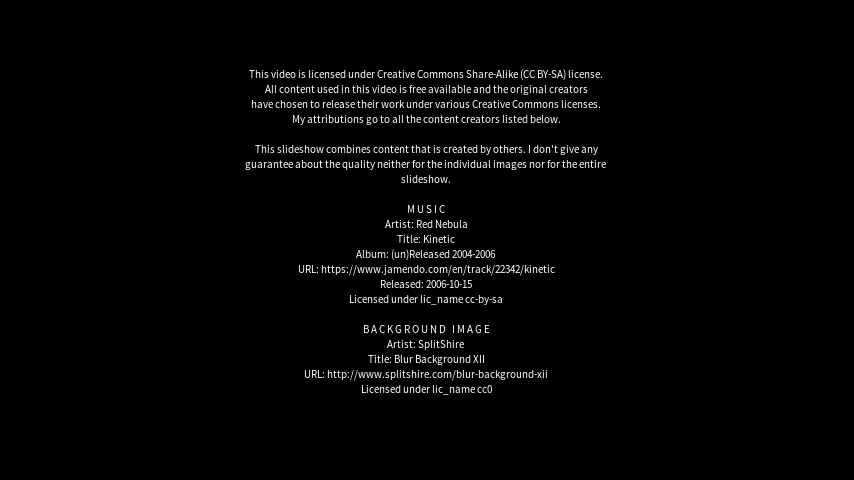 This video is licensed under Creative Commons Share-Alike (CC BY-SA) license.
All content used in this video is free available and the original creators
have chosen to release their work under various Creative Commons licenses.
My attributions go to all the content creators listed below.
This slideshow combines content that is created by others. I don't give any
guarantee about the quality neither for the individual images nor for the entire
slideshow.
MUSIC
Artist: Red Nebula
Title: Kinetic
Album: (un)Released 2004-2006
URL: https://www.jamendo.com/en/track/22342/kinetic
Released: 2006-10-15
Licensed under lic_name cc-by-sa
BACKGROUND IMAGE
Artist: SplitShire
Title: Blur Background XII
URL: http://www.splitshire.com/blur-background-xii
Licensed under lic_name cc0